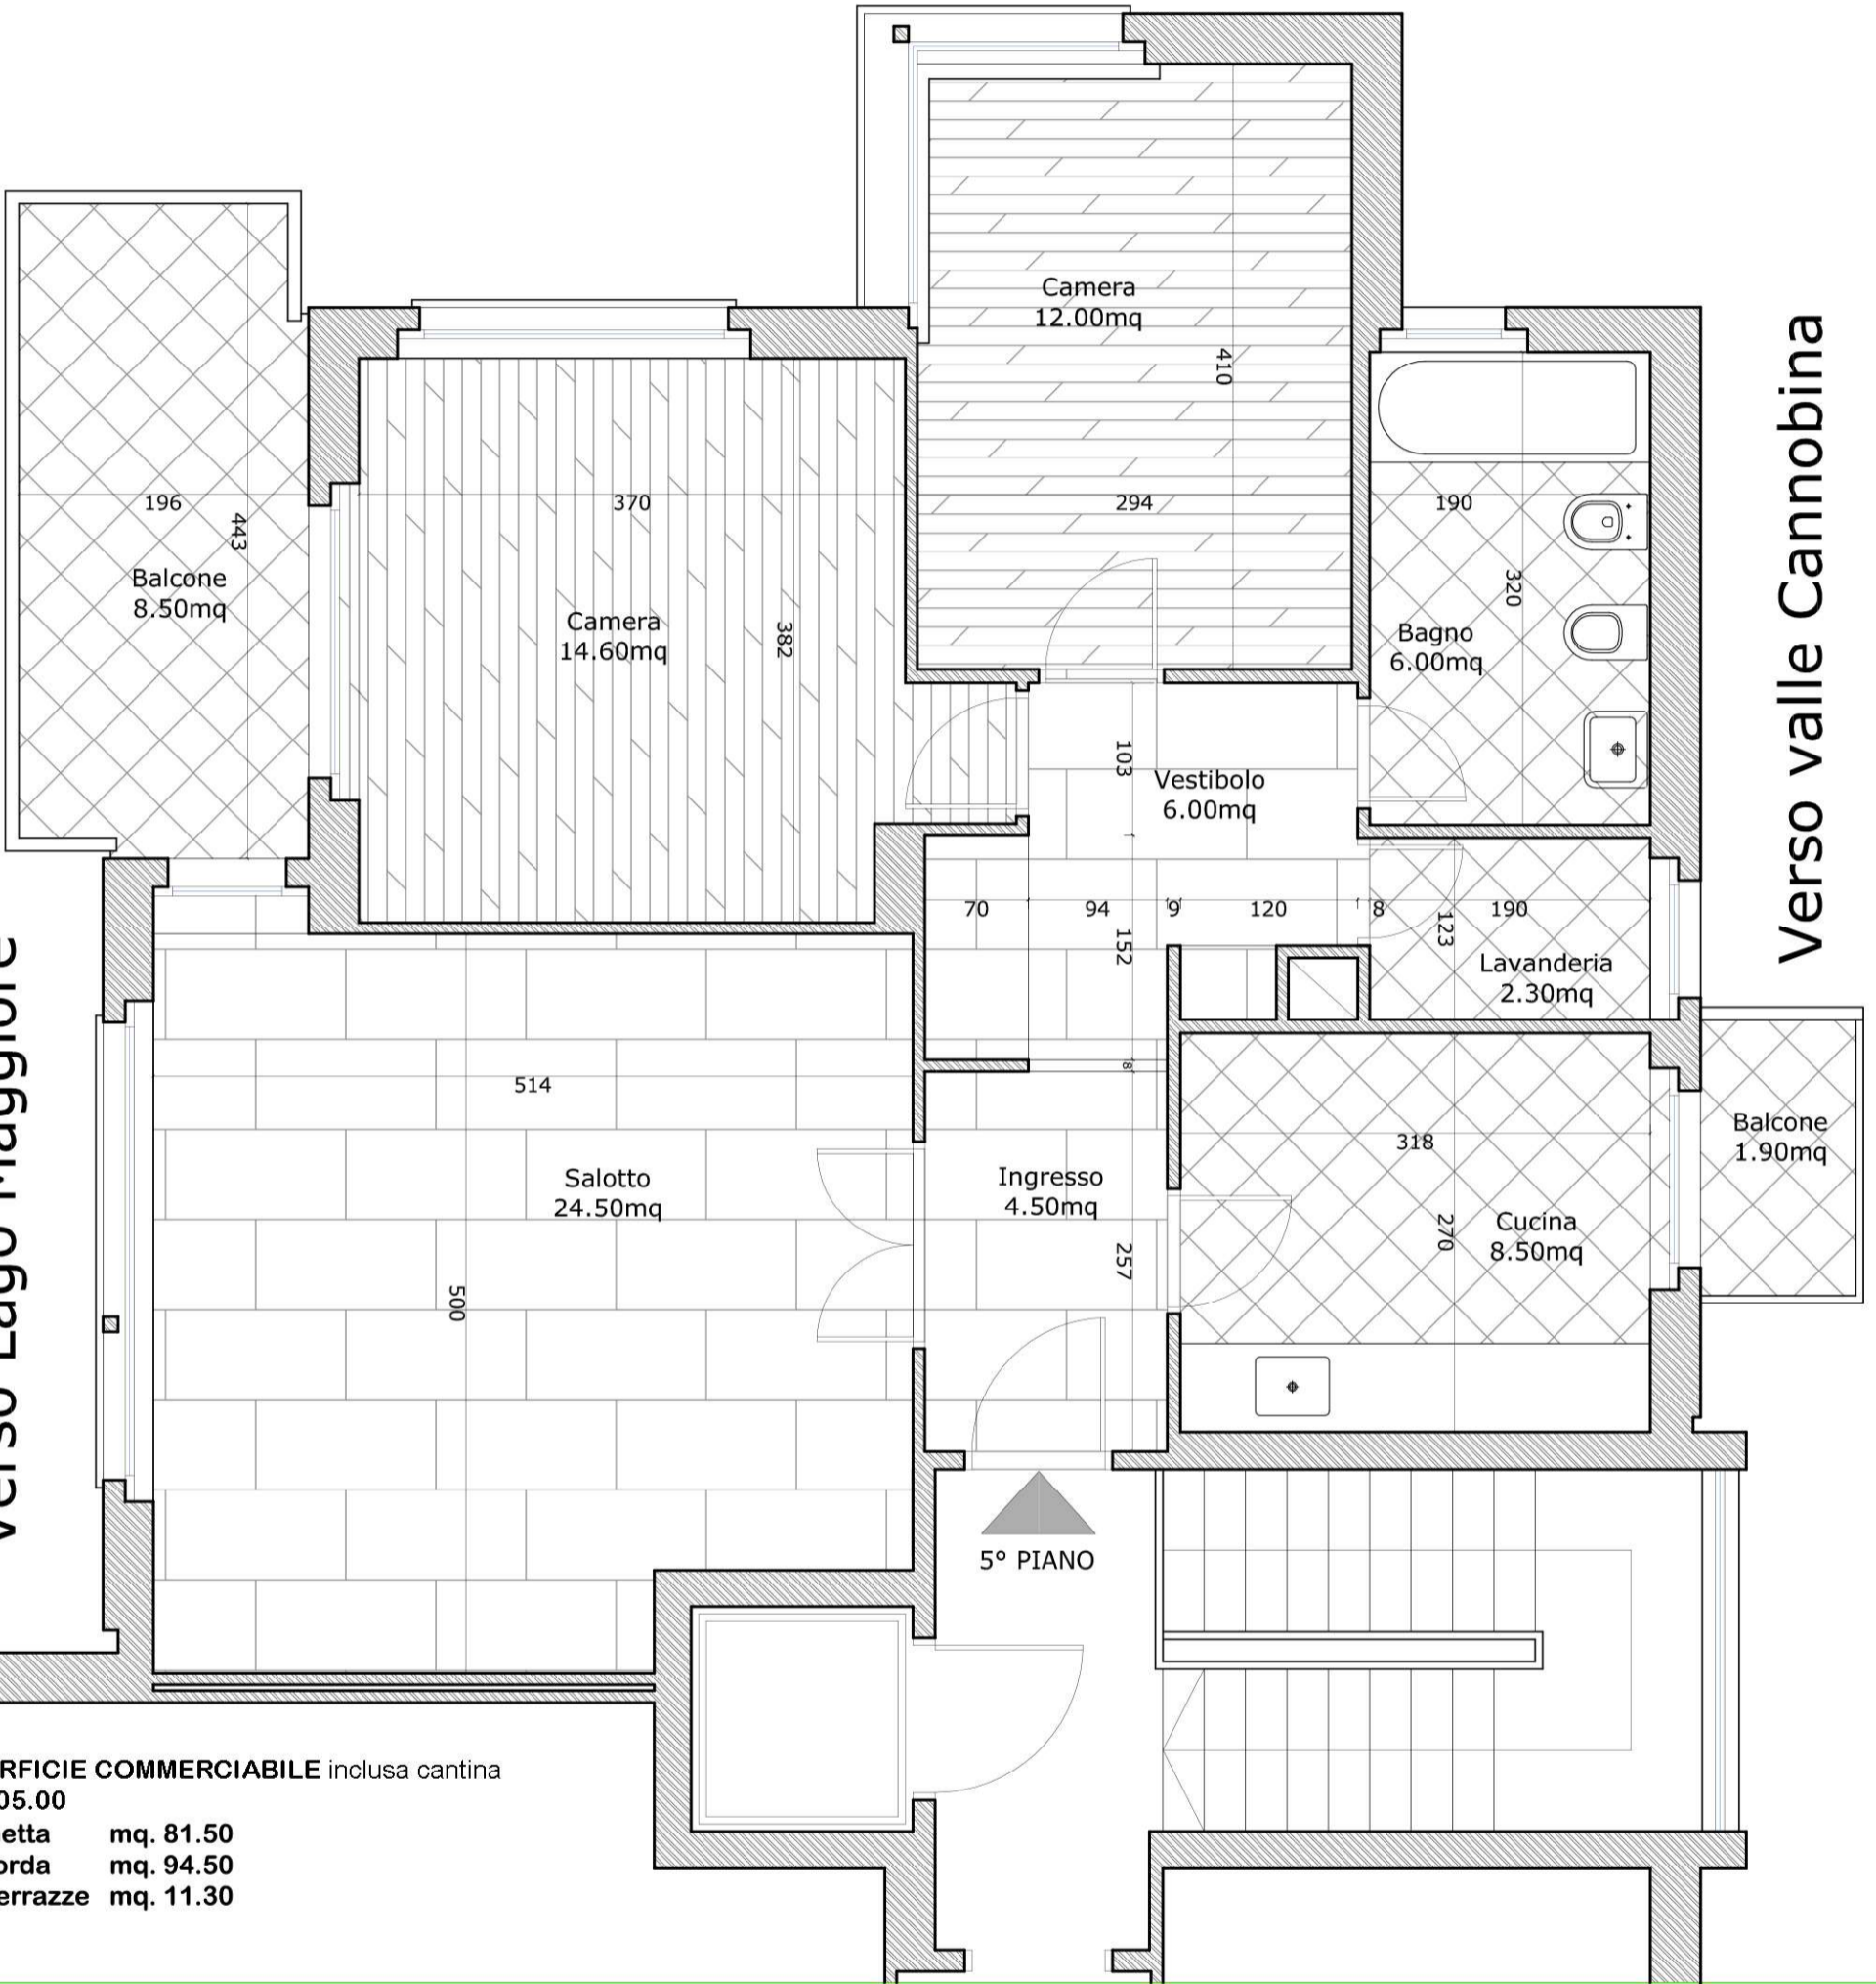 Camera
12.00mq
410
294
Verso valle Cannobina
196
443
Balcone
8.50mq
370
Camera
14.60mq
382
190
320
Bagno
6.00mq
103
Vestibolo
6.00mq
70
94
9
120
8
190
152
123
Lavanderia
2.30mq
8
514
Salotto
24.50mq
500
Ingresso
4.50mq
257
318
270
Cucina
8.50mq
Balcone
1.90mq
Verso Lago Maggiore
5° PIANO
RFICIE COMMERCIABILE inclusa cantina
05.00
etta mq. 81.50
orda mq. 94.50
errazze mq. 11.30